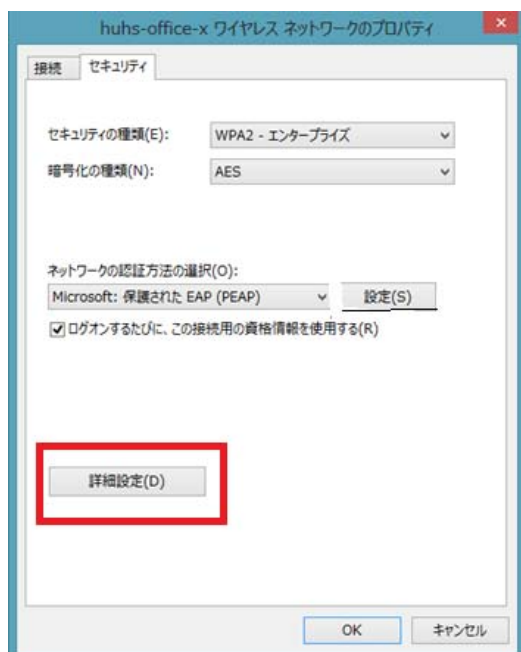 huhs-office-x ワイヤレス ネットワークのプロパティ
接続 セキュリティ
セキュリティの種類(E): WPA2 - エンタープライズ
暗号化の種類(N): AES
ネットワークの認証方法の選択(O):
Microsoft: 保護された EAP (PEAP) 設定(S)
ログオンするたびに、この接続用の資格情報を使用する(R)
詳細設定(D)
OK キャンセル